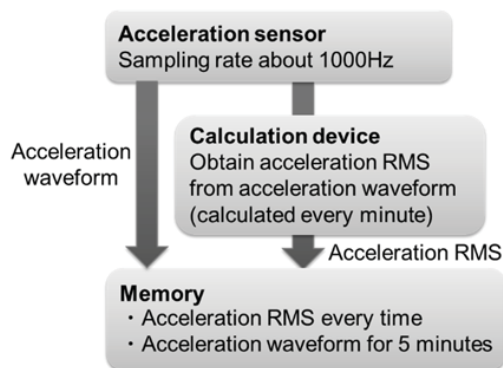 Acceleration sensor
Sampling rate about 1000Hz
Acceleration
waveform
Calculation device
Obtain acceleration RMS
from acceleration waveform
(calculated every minute)
Acceleration RMS
Memory
・Acceleration RMS every time
・Acceleration waveform for 5 minutes